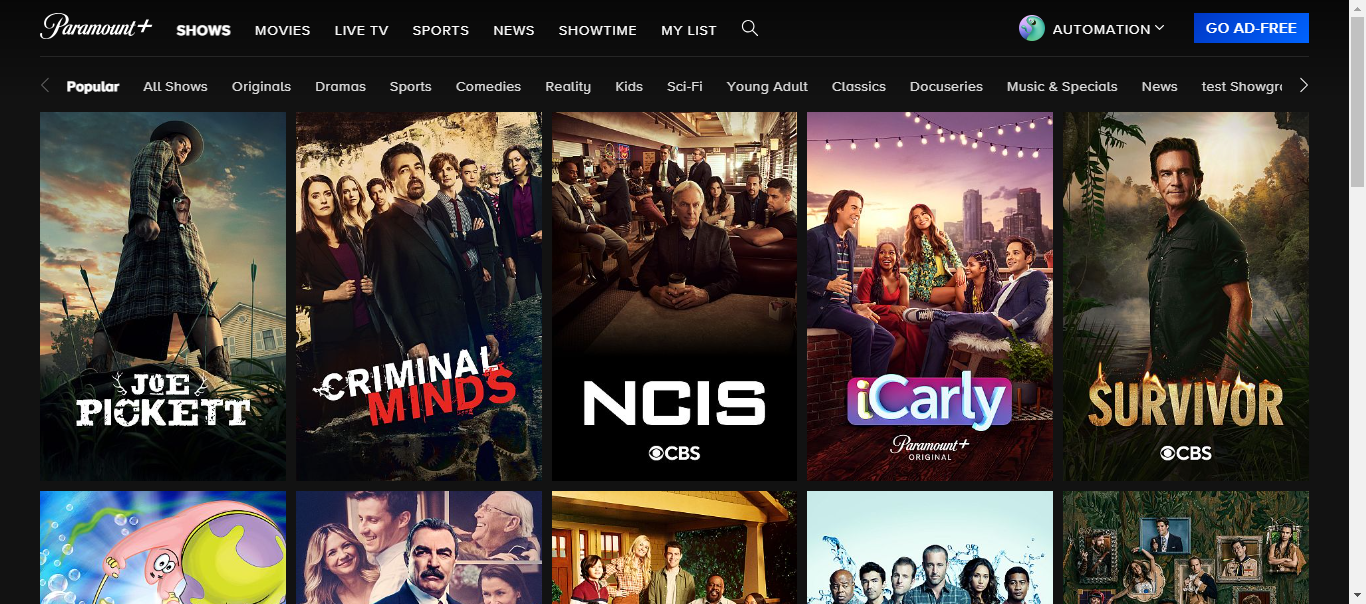 Paramount+ SHOWS MOVIES LIVE TV SPORTS NEWS SHOWTIME MY LIST AUTOMATION GO AD-FREE
Popular All Shows Originals Dramas Sports Comedies Reality Kids Sci-Fi Young Adult Classics Docuseries Music & Specials News test Showgr
JOE
PICKETT
CRIMINAL
MINDS
NCIS
CBS
iCarly
Paramount+
ORIGINAL
SURVIVOR
CBS